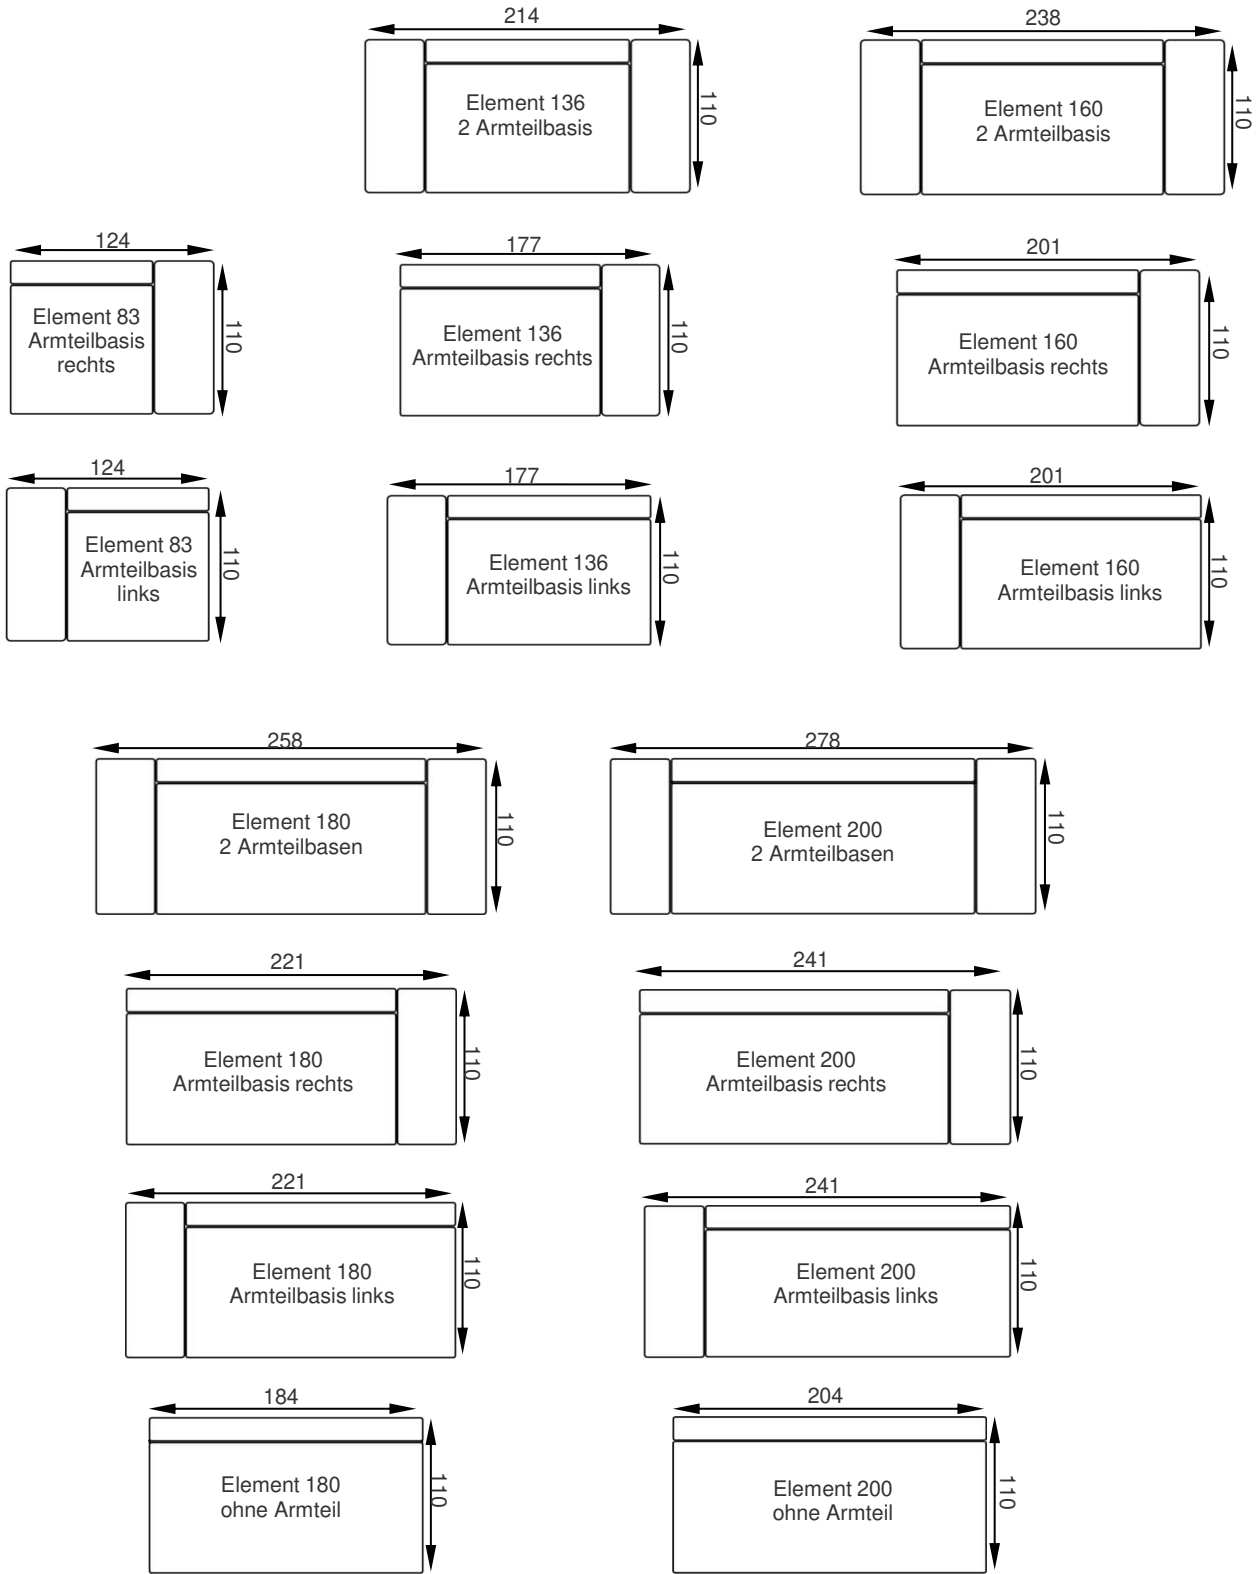 214
Element 136
2 Armteilbasis
110
238
Element 160
2 Armteilbasis
110
124
Element 83
Armteilbasis
rechts
110
177
Element 136
Armteilbasis rechts
110
201
Element 160
Armteilbasis rechts
110
124
Element 83
Armteilbasis
links
110
177
Element 136
Armteilbasis links
110
201
Element 160
Armteilbasis links
110
258
Element 180
2 Armteilbasen
110
278
Element 200
2 Armteilbasen
110
221
Element 180
Armteilbasis rechts
110
241
Element 200
Armteilbasis rechts
110
221
Element 180
Armteilbasis links
110
241
Element 200
Armteilbasis links
110
184
Element 180
ohne Armteil
110
204
Element 200
ohne Armteil
110